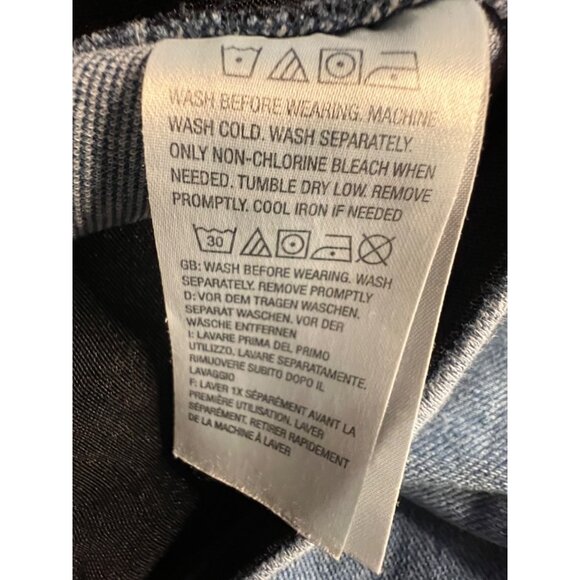 WASH BEFORE WEARING. MACHINE
WASH COLD. WASH SEPARATELY.
ONLY NON-CHLORINE BLEACH WHEN
NEEDED. TUMBLE DRY LOW. REMOVE
PROMPTLY. COOL IRON IF NEEDED
30
GB: WASH BEFORE WEARING. WASH
SEPARATELY. REMOVE PROMPTLY
D: VOR DEM TRAGEN WASCHEN.
SEPARAT WASCHEN. VOR DER
WÄSCHE ENTFERNEN
I: LAVARE PRIMA DEL PRIMO
UTILIZZO. LAVARE SEPARATAMENTE.
RIMUOVERE SUBITO DOPO IL
LAVAGGIO
F: LAVER 1X SÉPARÉMENT AVANT LA
PREMIÈRE UTILISATION. LAVER
SÉPARÉMENT. RETIRER RAPIDEMENT
DE LA MACHINE À LAVER